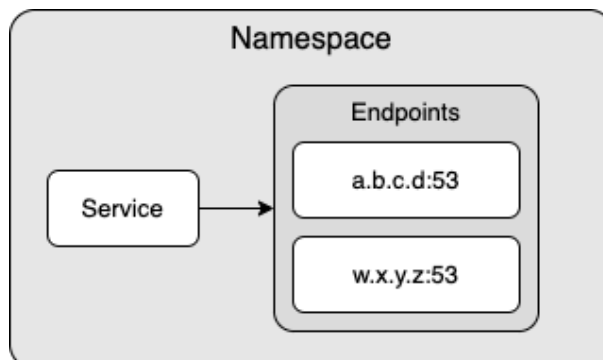 Namespace
Endpoints
a.b.c.d:53
Service
w.x.y.z:53